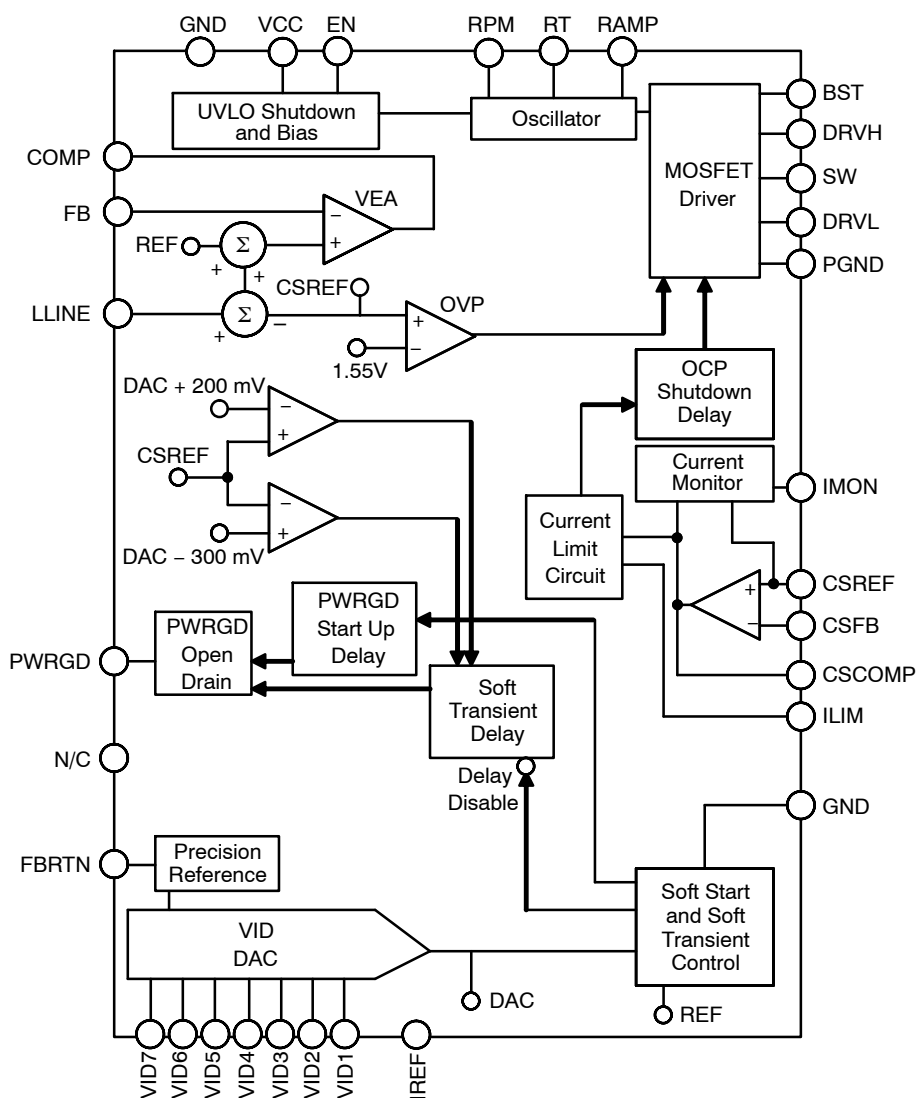 GND
VCC
EN
RPM
RT
RAMP
BST
UVLO Shutdown
and Bias
Oscillator
MOSFET
Driver
DRVH
SW
DRVL
PGND
COMP
VEA
FB
−
+
REF
Σ
+
+
LLINE
Σ
+
−
CSREF
OVP
+
−
1.55V
OCP
Shutdown
Delay
DAC + 200 mV
−
+
CSREF
−
+
DAC − 300 mV
Current
Monitor
IMON
Current
Limit
Circuit
+
−
CSREF
CSFB
CSCOMP
ILIM
PWRGD
PWRGD
Open
Drain
PWRGD
Start Up
Delay
Soft
Transient
Delay
Delay
Disable
N/C
GND
FBRTN
Precision
Reference
VID
DAC
Soft Start
and Soft
Transient
Control
DAC
REF
VID7
VID6
VID5
VID4
VID3
VID2
VID1
IREF